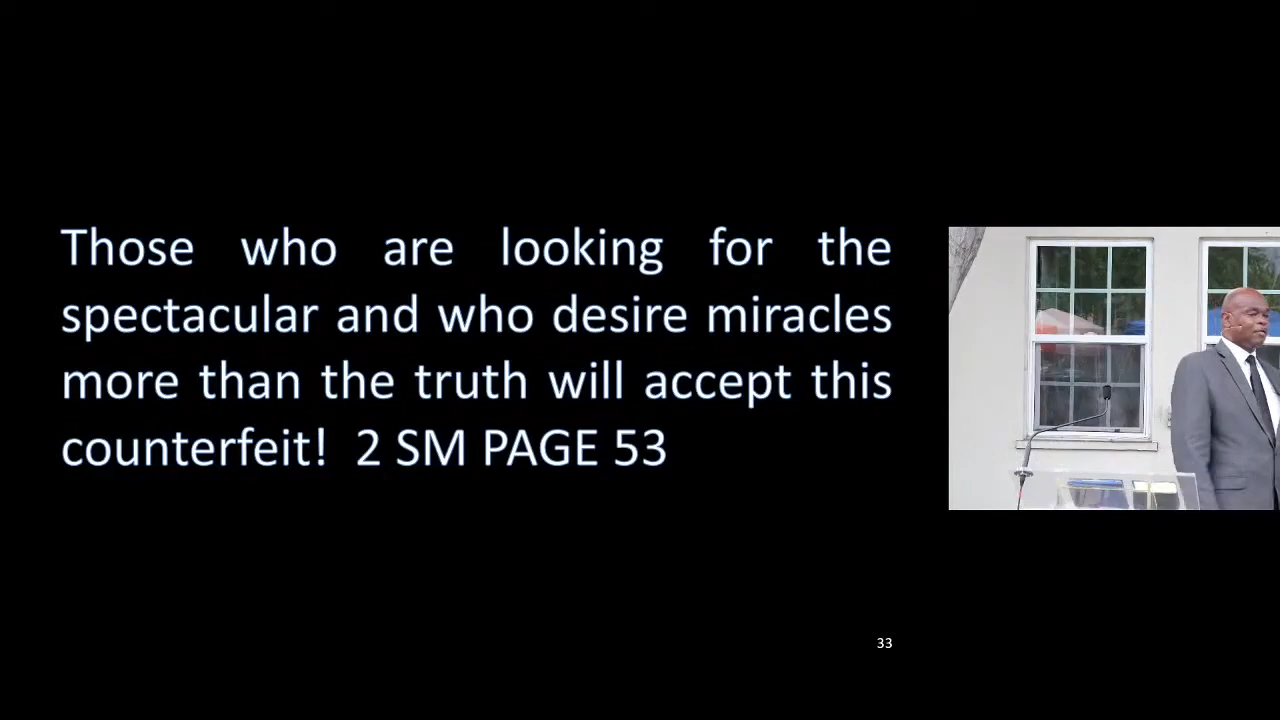 Those who are looking for the
spectacular and who desire miracles
more than the truth will accept this
counterfeit! 2 SM PAGE 53
33